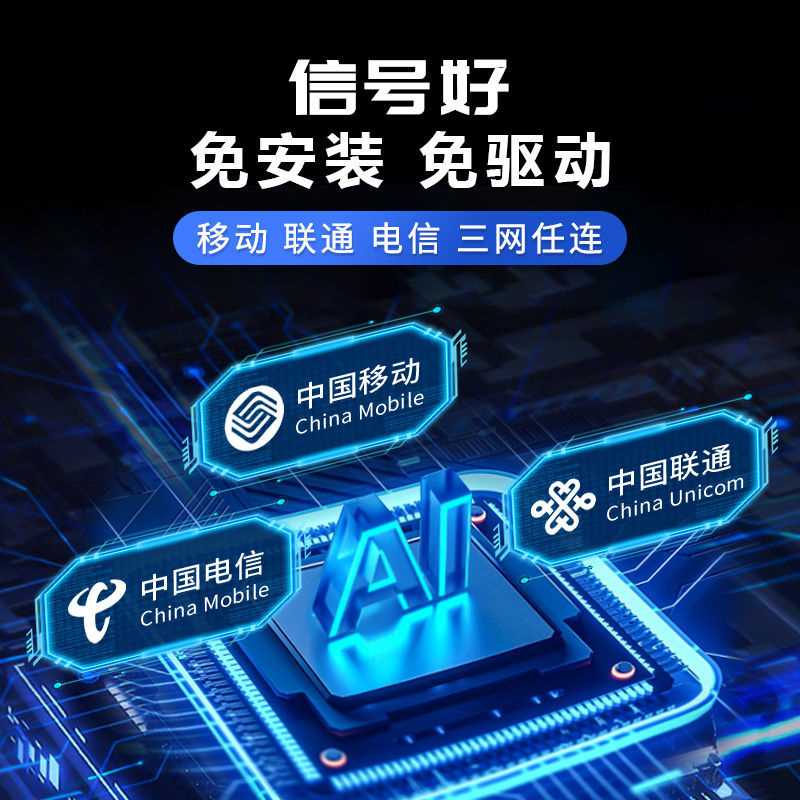 信号好
免安装 免驱动
移动 联通 电信 三网任连
中国移动
China Mobile
中国联通
China Unicom
中国电信
China Mobile
AI